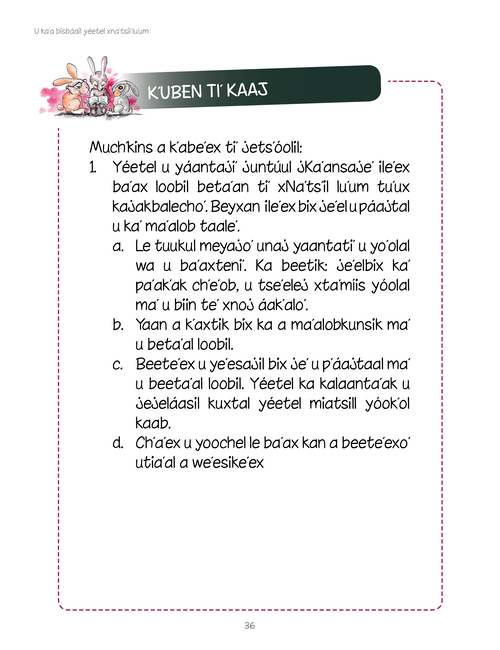 U ka'a bisbáail yéetel xna'tsil lu'um
K'UBEN TI' KAAJ
Much'kins a k'abe'ex ti' jets'óolil:
1. Yéetel u yáantaji' juntúul jKa'ansaje' ile'ex
ba'ax loobil beta'an ti' xNa'tsil lu'um tu'ux
kajakbalecho'. Beyxan ile'ex bix je'el u páajtal
u ka' ma'alob taale'.
a. Le tuukul meyajo' unaj yaantati' u yo'olal
wa u ba'axteni'. Ka beetik: je'elbix ka'
pa'ak'ak ch'e'ob, u tse'elej xta'miis yóolal
ma' u biin te' xnoj áak'alo'.
b. Yaan a k'axtik bix ka a ma'alobkunsik ma'
u beta'al loobil.
c. Beete'ex u ye'esajil bix je' u p'áajtaal ma'
u beeta'al loobil. Yéetel ka kalaanta'ak u
jejeláasil kuxtal yéetel miatsill yóok'ol
kaab.
d. Ch'a'ex u yoochel le ba'ax kan a beete'exo'
utia'al a we'esike'ex
36